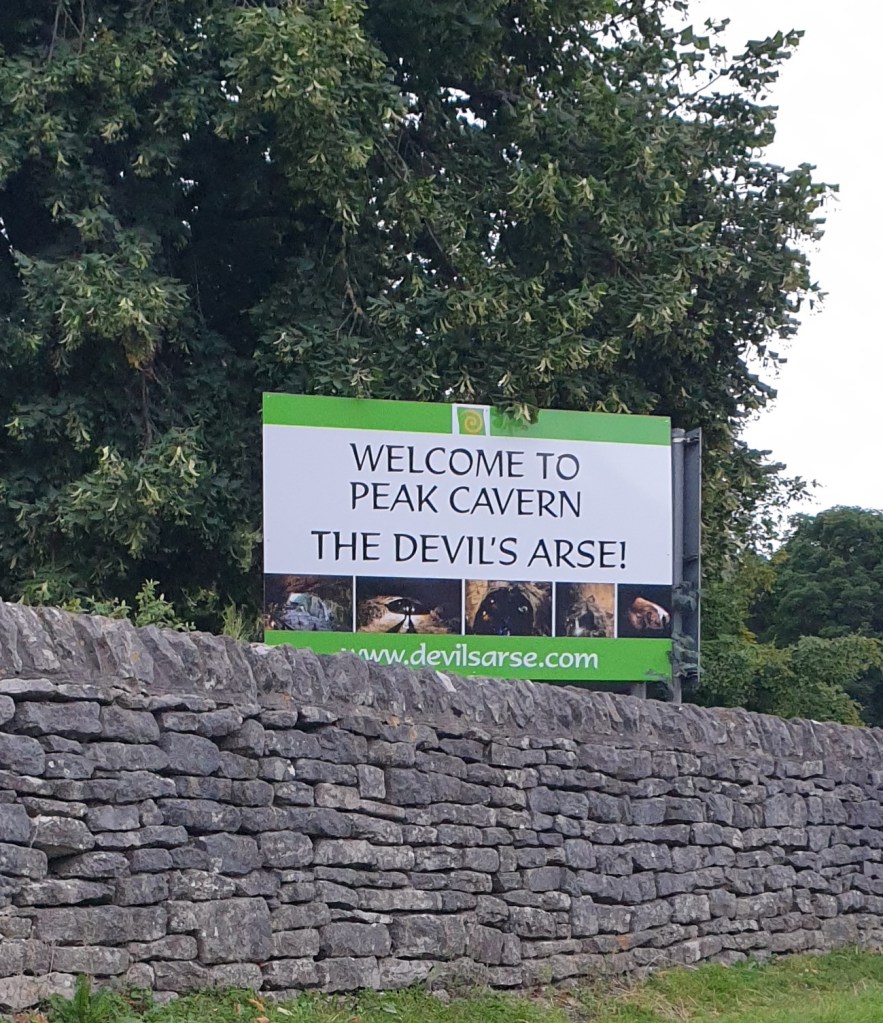 WELCOME TO
PEAK CAVERN
THE DEVIL'S ARSE!
www.devilsarse.com